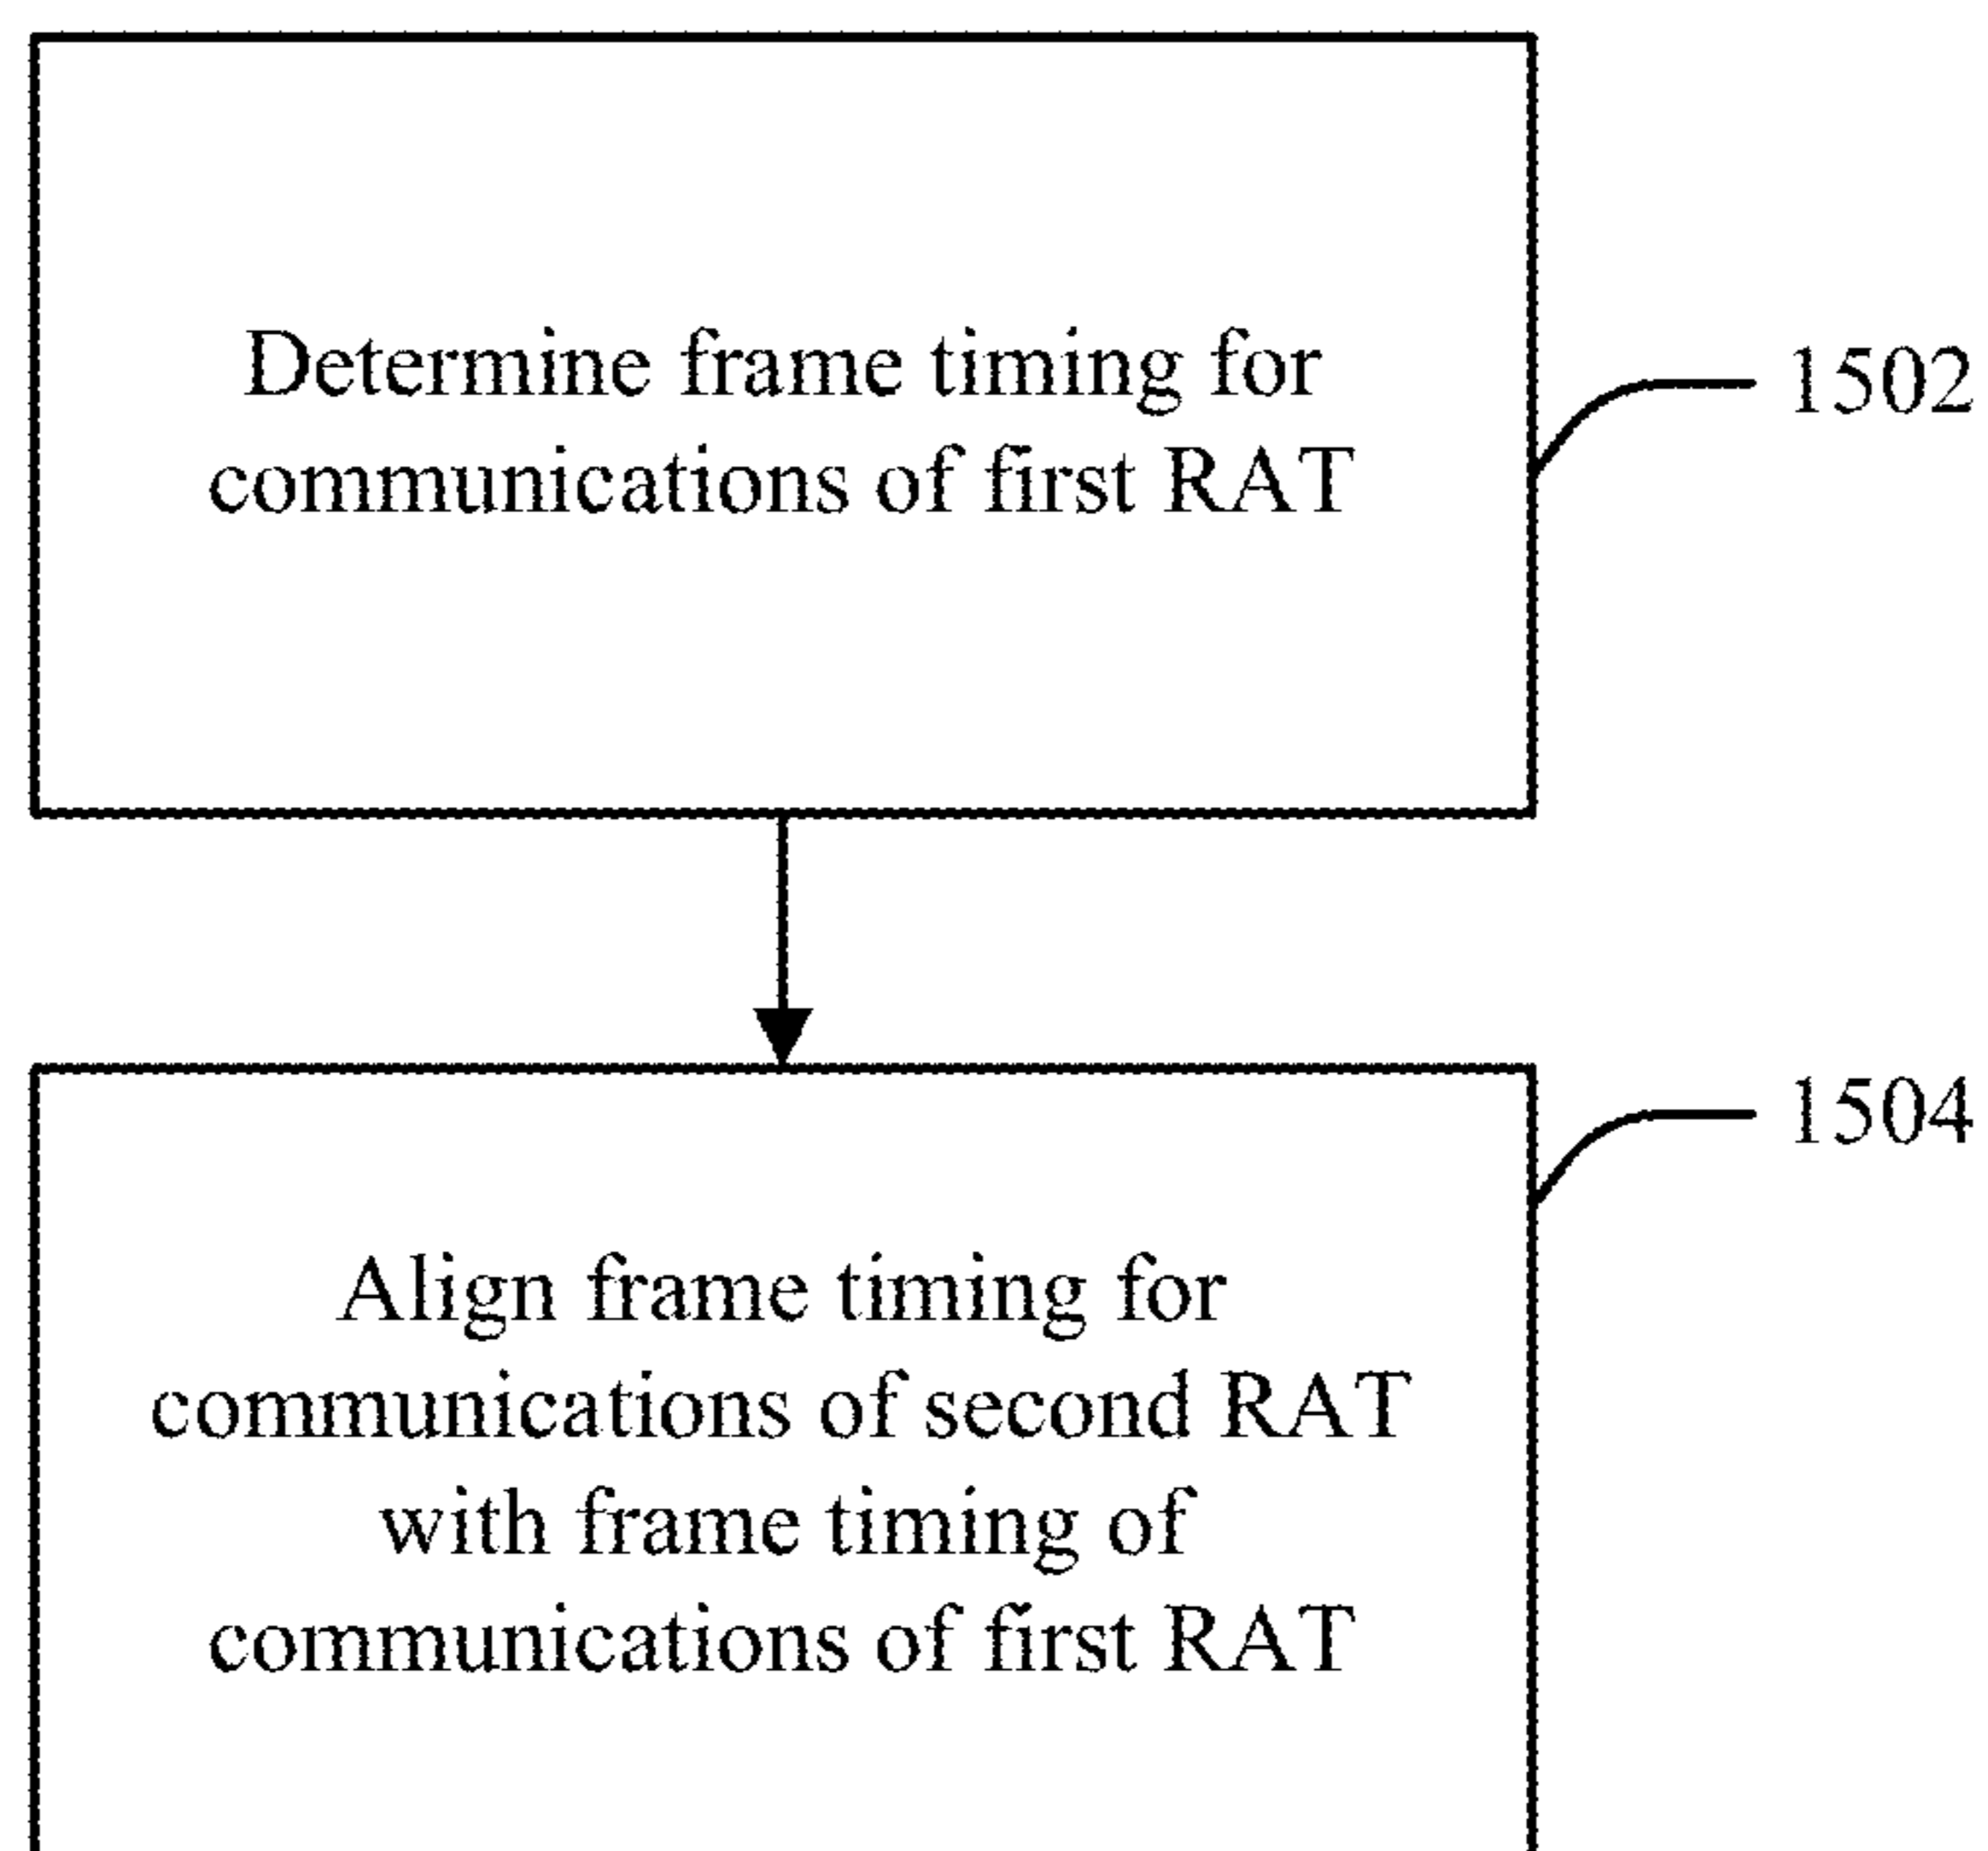 Determine frame timing for
communications of first RAT
1502
1504
Align frame timing for
communications of second RAT
with frame timing of
communications of first RAT